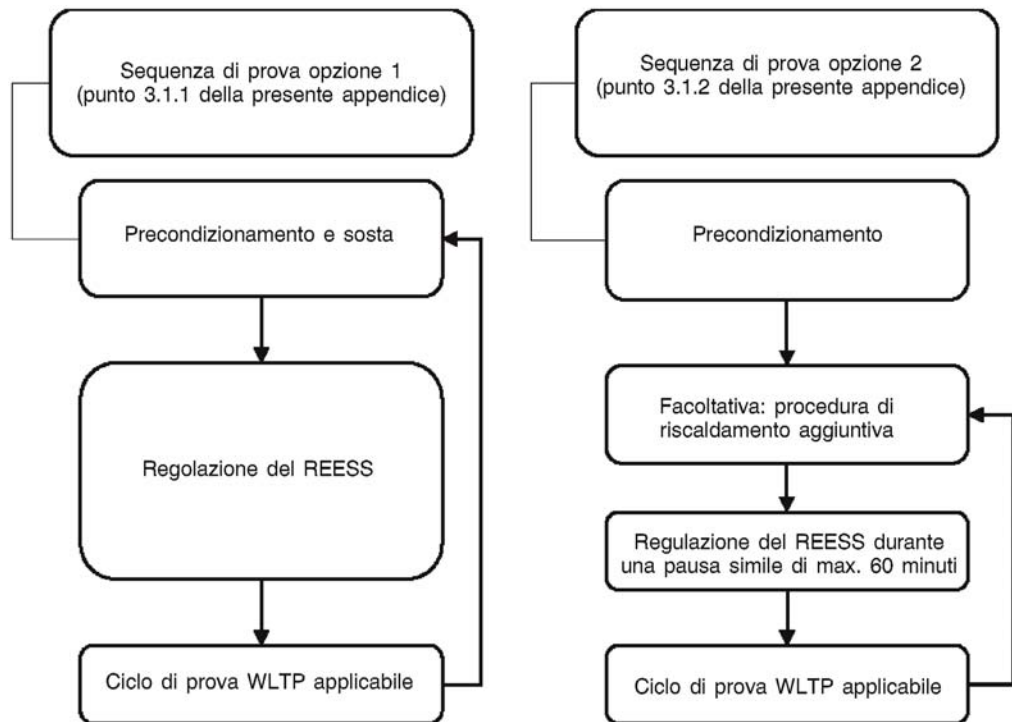 Sequenza di prova opzione 1
(punto 3.1.1 della presente appendice)
Precondizionamento e sosta
Regolazione del REESS
Ciclo di prova WLTP applicabile
Sequenza di prova opzione 2
(punto 3.1.2 della presente appendice)
Precondizionamento
Facoltativa: procedura di
riscaldamento aggiuntiva
Regulazione del REESS durante
una pausa simile di max. 60 minuti
Ciclo di prova WLTP applicabile